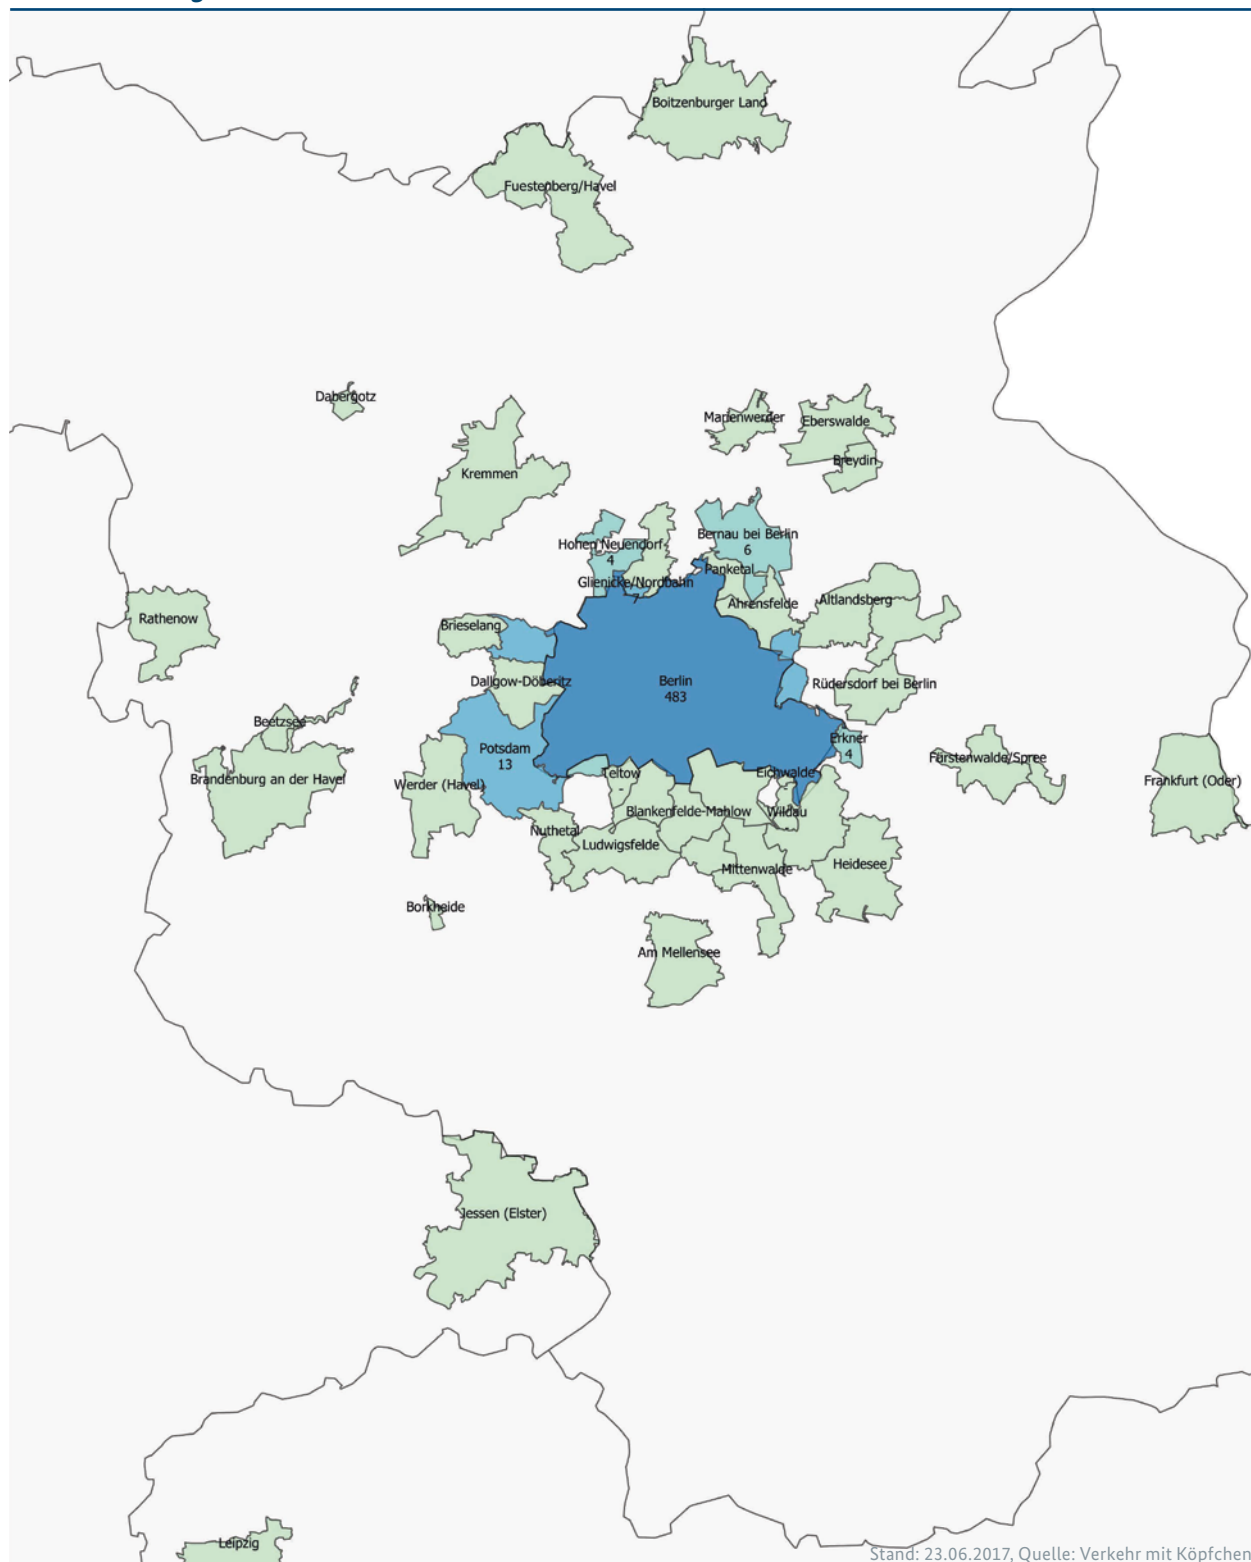 Boitzenburger Land
Fuestenberg/Havel
Dabergotz
Marienwerder
Eberswalde
Breydin
Kremmen
Bernau bei Berlin
6
Hohen Neuendorf
4
Panketal
Glienicke/Nordbahn
7
Ahrensfelde
Altlandsberg
Rathenow
Brieselang
Dallgow-Döberitz
Berlin
483
Rüdersdorf bei Berlin
Beetzsee
Potsdam
13
Erkner
4
Brandenburg an der Havel
Werder (Havel)
Teltow
-
Eichwalde
-
Fürstenwalde/Spree
Frankfurt (Oder)
Blankenfelde-Mahlow
Wildau
-
Nuthetal
Ludwigsfelde
Mittenwalde
Heidesee
Borkheide
Am Mellensee
Jessen (Elster)
Leipzig
Stand: 23.06.2017, Quelle: Verkehr mit Köpfchen